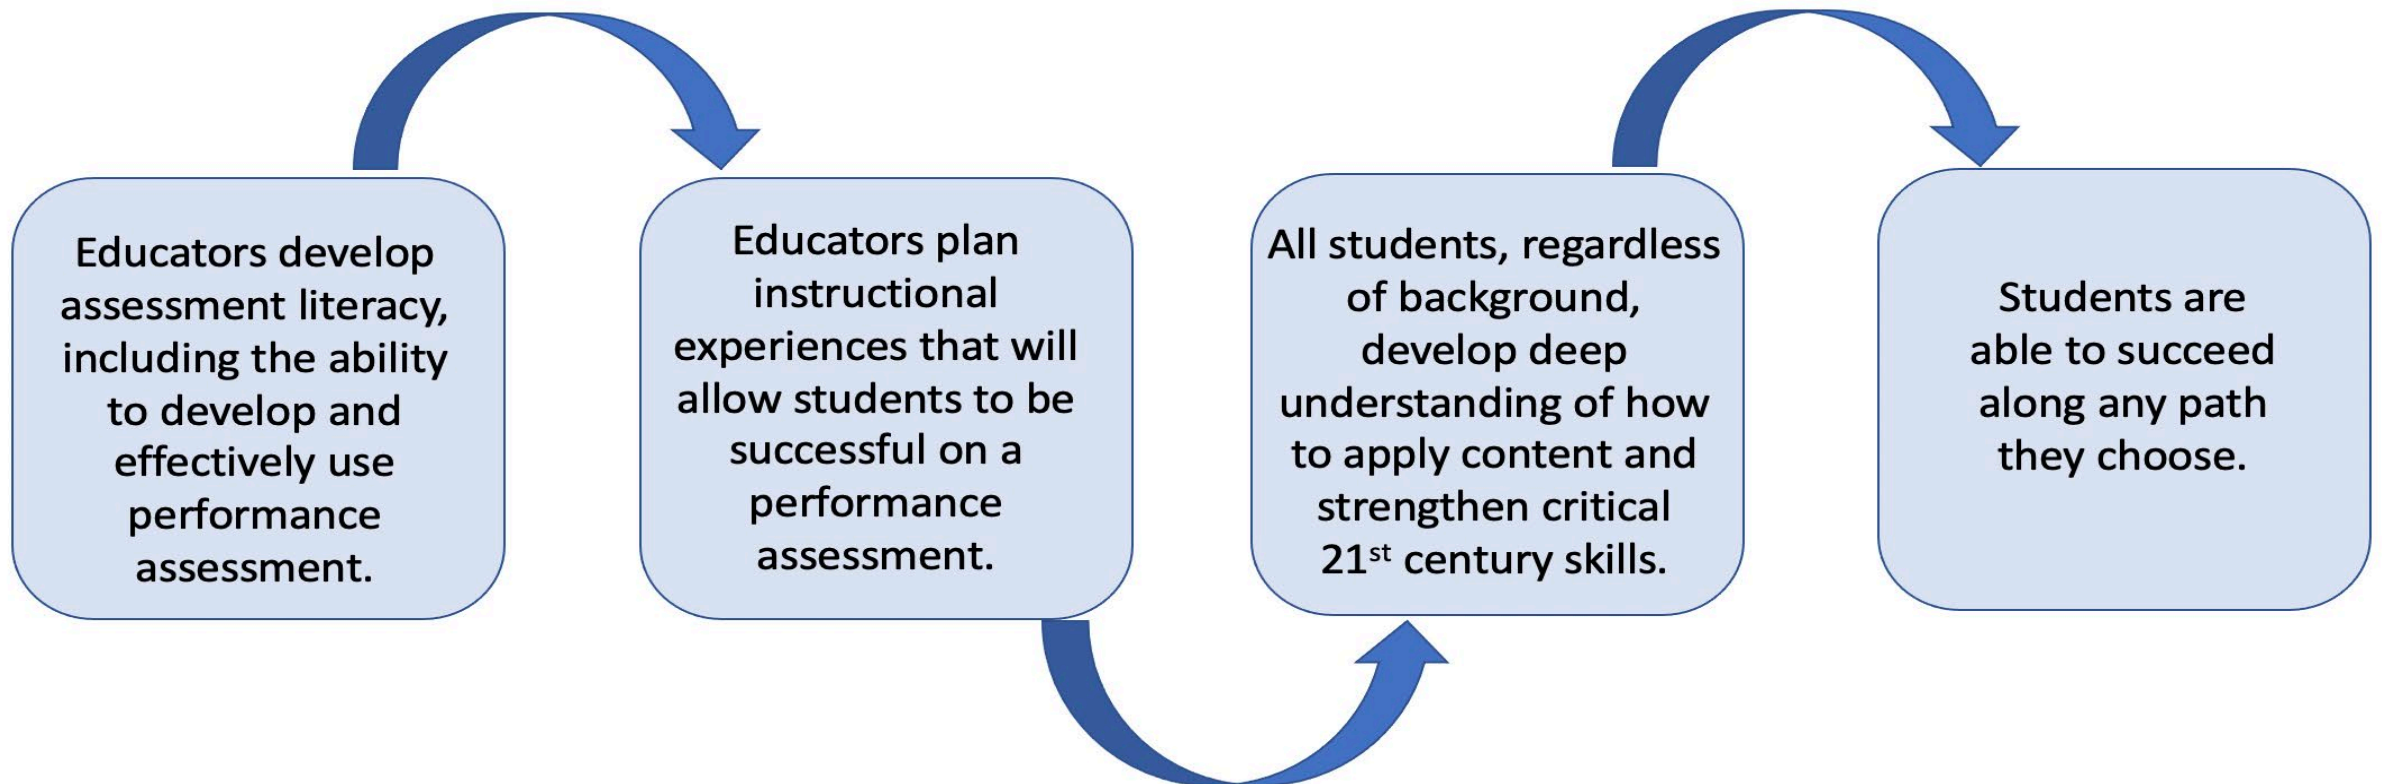 Educators develop
assessment literacy,
including the ability
to develop and
effectively use
performance
assessment.
Educators plan
instructional
experiences that will
allow students to be
successful on a
performance
assessment.
All students, regardless
of background,
develop deep
understanding of how
to apply content and
strengthen critical
21st century skills.
Students are
able to succeed
along any path
they choose.